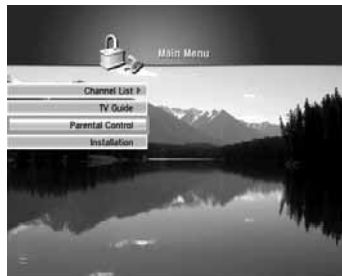 Main Menu
Channel List
TV Guide
Parental Control
Installation